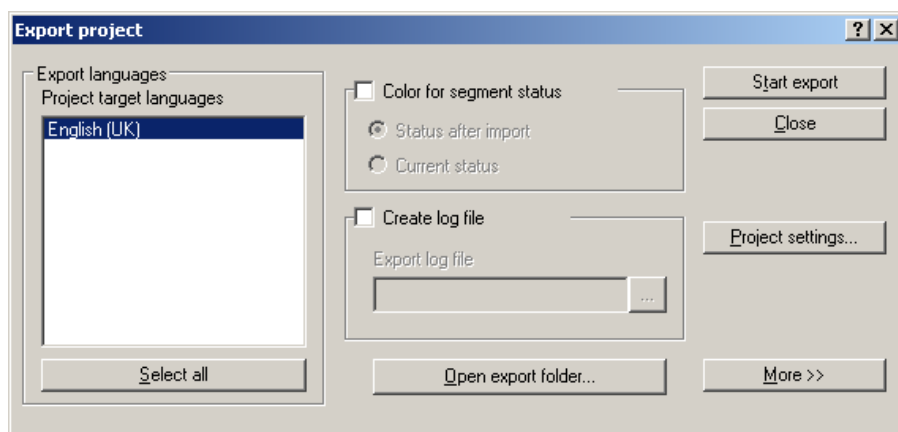 Export project
Export languages
Project target languages
English (UK)
Select all
Color for segment status
Status after import
Current status
Create log file
Export log file
...
Open export folder...
Start export
Close
Project settings...
More >>